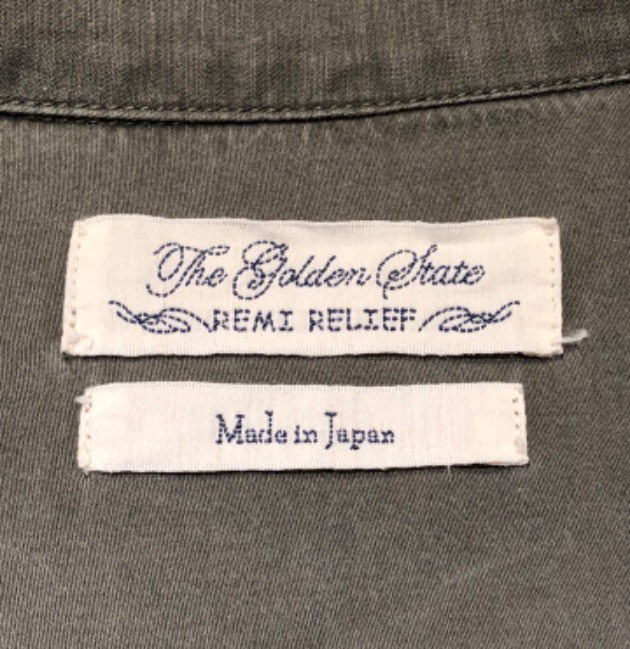 The Golden State
REMI RELIEF
Made in Japan